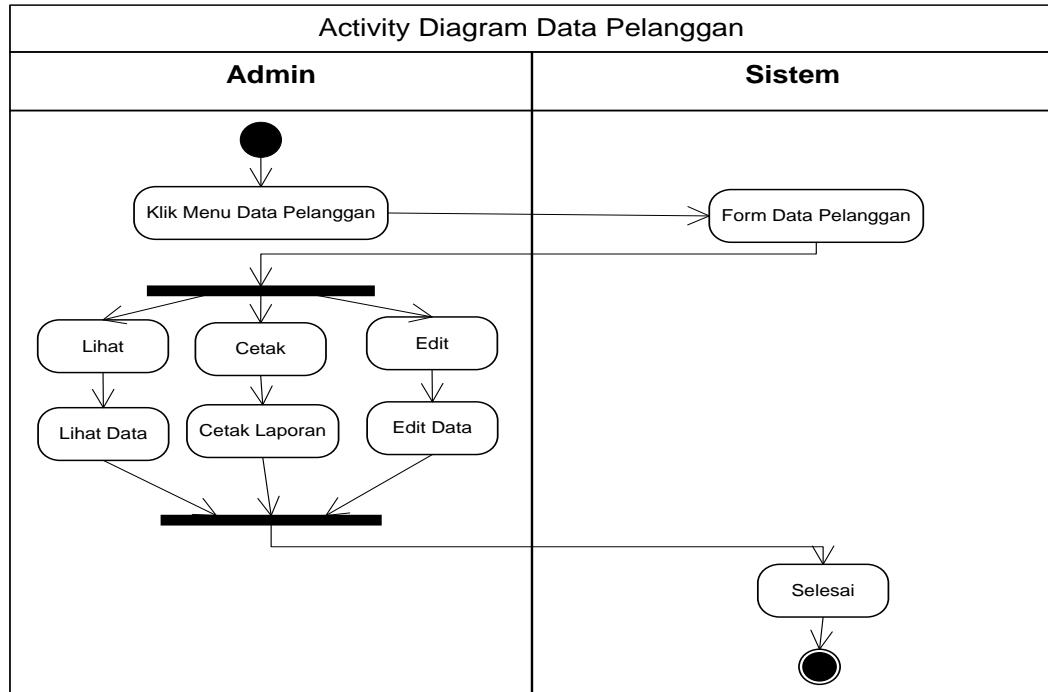 Activity Diagram Data Pelanggan
Admin
Sistem
Klik Menu Data Pelanggan
Form Data Pelanggan
Lihat
Cetak
Edit
Lihat Data
Cetak Laporan
Edit Data
Selesai